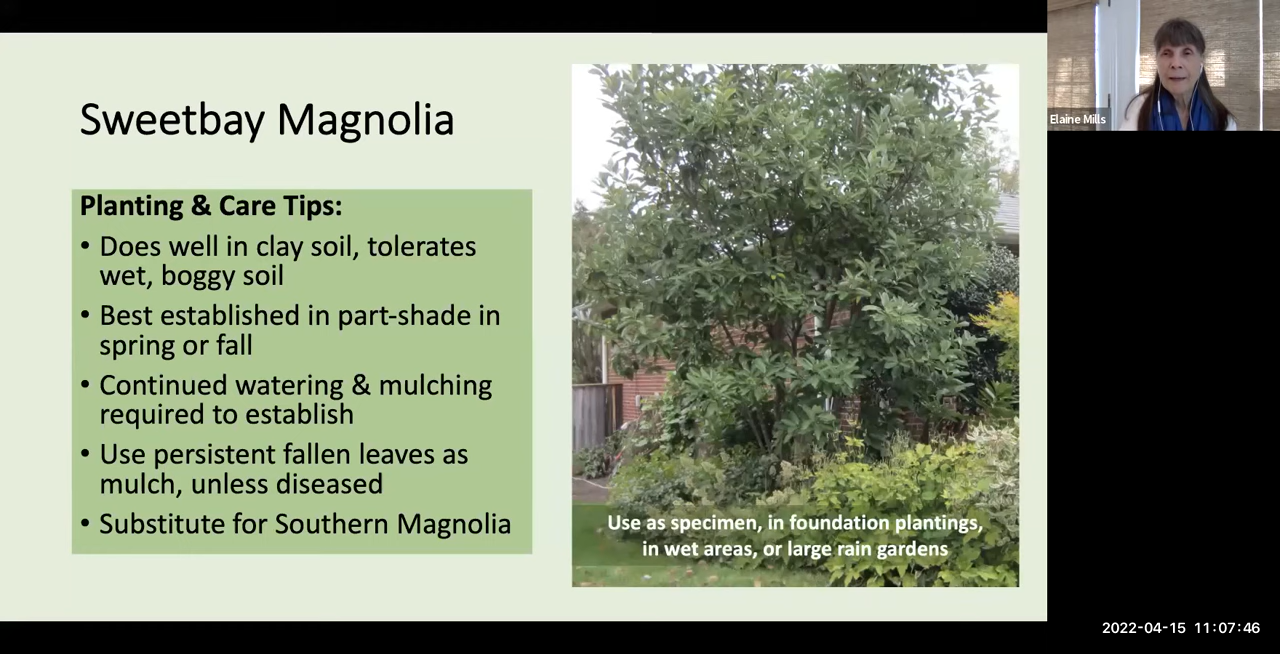 Sweetbay Magnolia
Planting & Care Tips:
• Does well in clay soil, tolerates
wet, boggy soil
• Best established in part-shade in
spring or fall
• Continued watering & mulching
required to establish
• Use persistent fallen leaves as
mulch, unless diseased
• Substitute for Southern Magnolia
Use as specimen, in foundation plantings,
in wet areas, or large rain gardens
Elaine Mills
2022-04-15 11:07:46